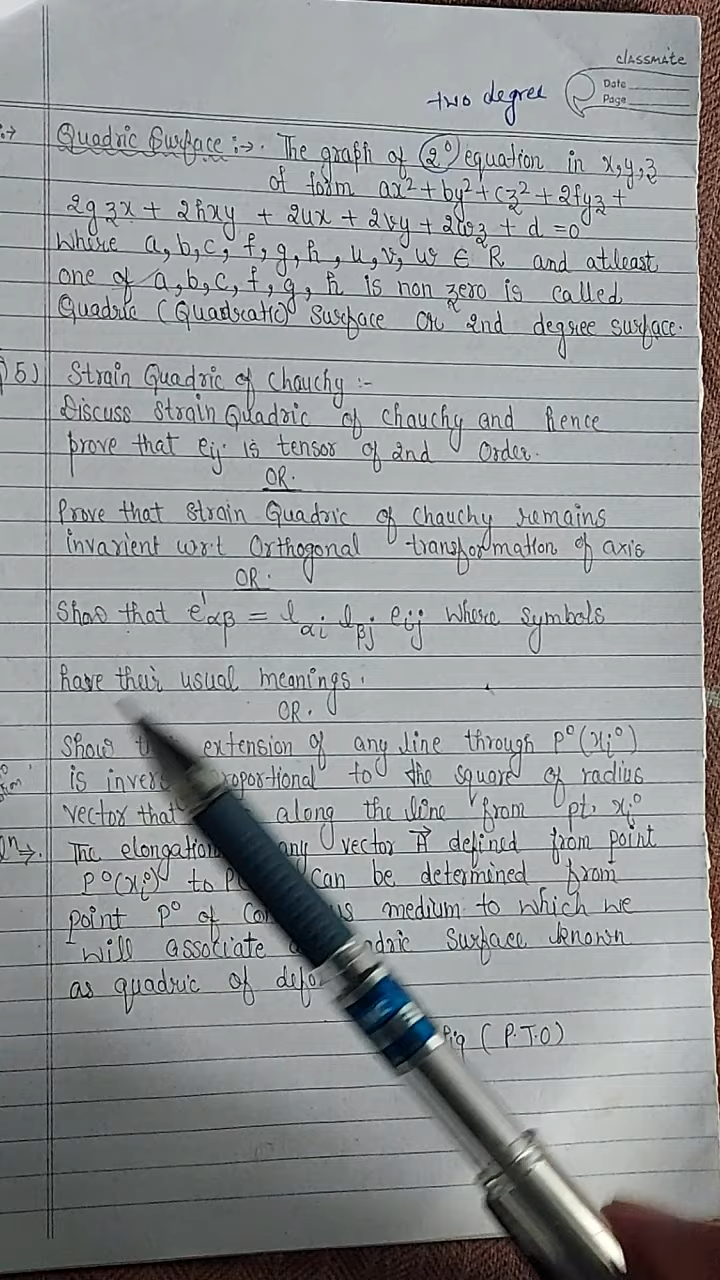 classmate
Date
Page
two degree
Quadric Surface :→. The graph of 2° equation in x,y,z
of form ax² + by² + cz² + 2fyz +
2gzx + 2hxy + 2ux + 2vy + 2wz + d = 0
Where a,b,c, f,g,h, u,v, w ∈ R and atleast
one of a,b,c, f, g, h is non zero is called
Quadric (Quadratic) Surface or 2nd degree surface.
5) Strain Quadric of Chauchy :-
Discuss Strain Quadric of Chauchy and hence
prove that eij is tensor of 2nd Order.
OR.
Prove that Strain Quadric of Chauchy remains
invarient wrt Orthogonal transformation of axis
OR.
Show that e'αβ = lαi lβj eij Where Symbols
have their usual meanings.
OR.
Show extension of any line through P°(xi°)
is proportional to the square of radius
vector that along the line from pt. xi°
The elongation any vector A⃗ defined from point
P°(xi°) to can be determined from
point P° of medium to which we
will associate Surface known
as quadric of
Fig (P.T.O)